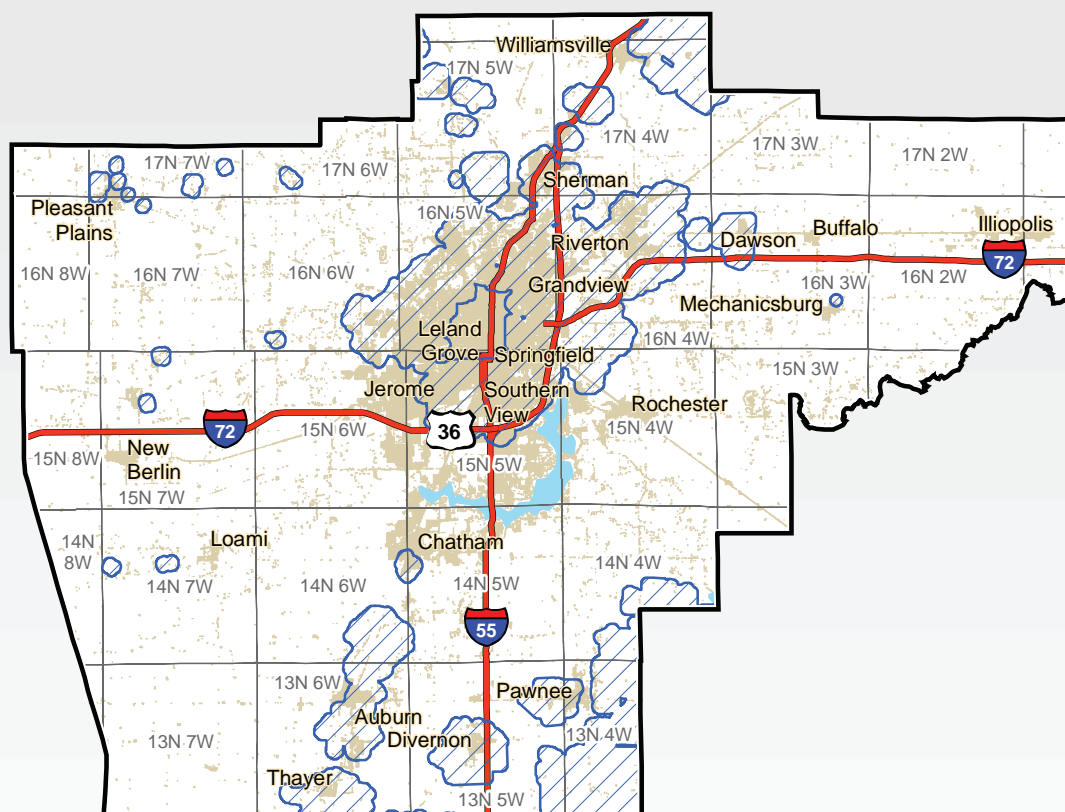 Williamsville
17N 5W
17N 4W
17N 3W
17N 2W
17N 7W
17N 6W
Sherman
Pleasant
Plains
16N 5W
Riverton
Dawson
Buffalo
Illiopolis
72
16N 8W
16N 7W
16N 6W
Grandview
16N 3W
16N 2W
Mechanicsburg
Leland
Grove
Springfield
16N 4W
15N 3W
Jerome
Southern
View
Rochester
72
36
15N 6W
15N 4W
15N 8W
New
Berlin
15N 5W
15N 7W
14N
8W
Loami
Chatham
14N 7W
14N 6W
14N 5W
14N 4W
55
13N 6W
Pawnee
Auburn
Divernon
13N 7W
13N 4W
Thayer
13N 5W